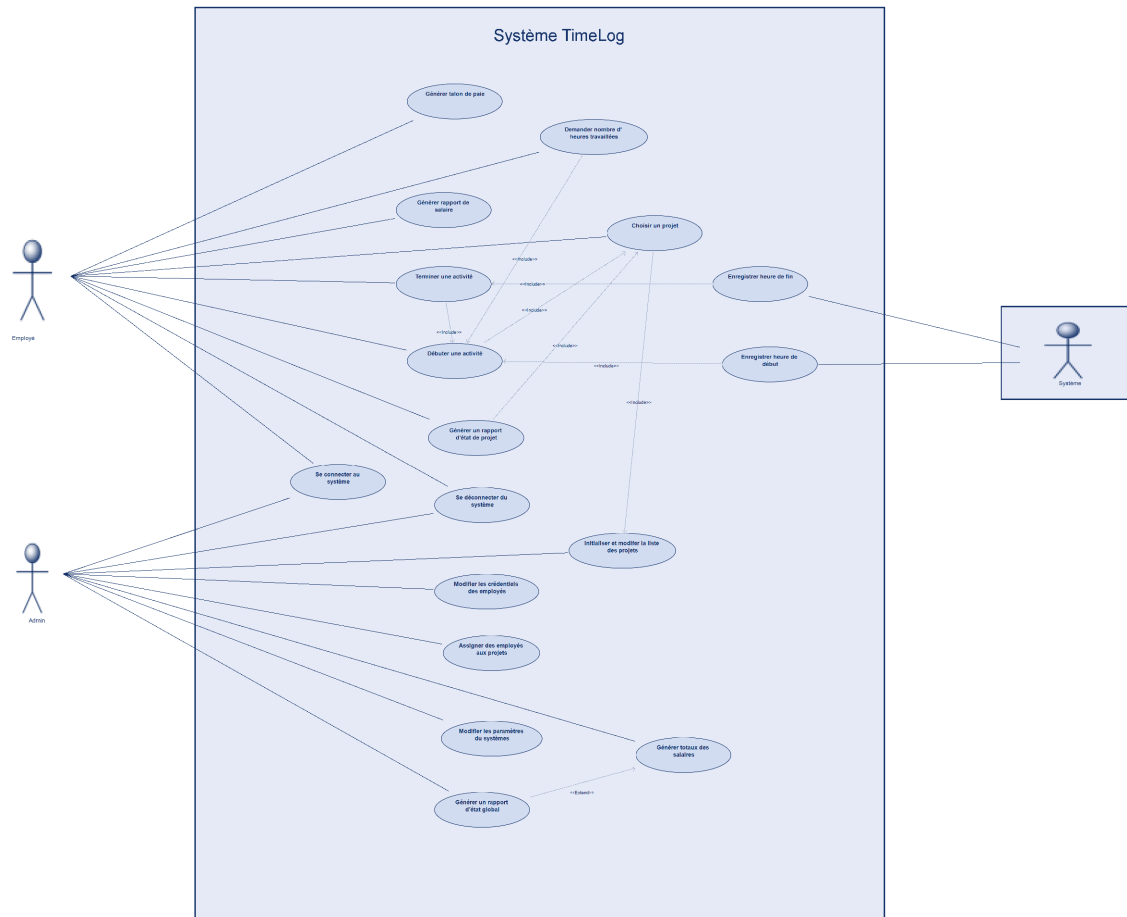 Système TimeLog
Générer talon de paie
Demander nombre d'
heures travaillées
Générer rapport de
salaire
Choisir un projet
<<Include>>
Terminer une activité
<<Include>>
Enregistrer heure de fin
<<Include>>
Employé
<<Include>>
<<Include>>
Débuter une activité
<<Include>>
Enregistrer heure de
début
Système
<<Include>>
Générer un rapport
d'état de projet
Se connecter au
système
Se déconnecter du
système
Initialiser et modifer la liste
des projets
Modifier les crédentiels
des employés
Admin
Assigner des employés
aux projets
Modifier les paramètres
du systèmes
Générer totaux des
salaires
<<Extend>>
Générer un rapport
d'état global